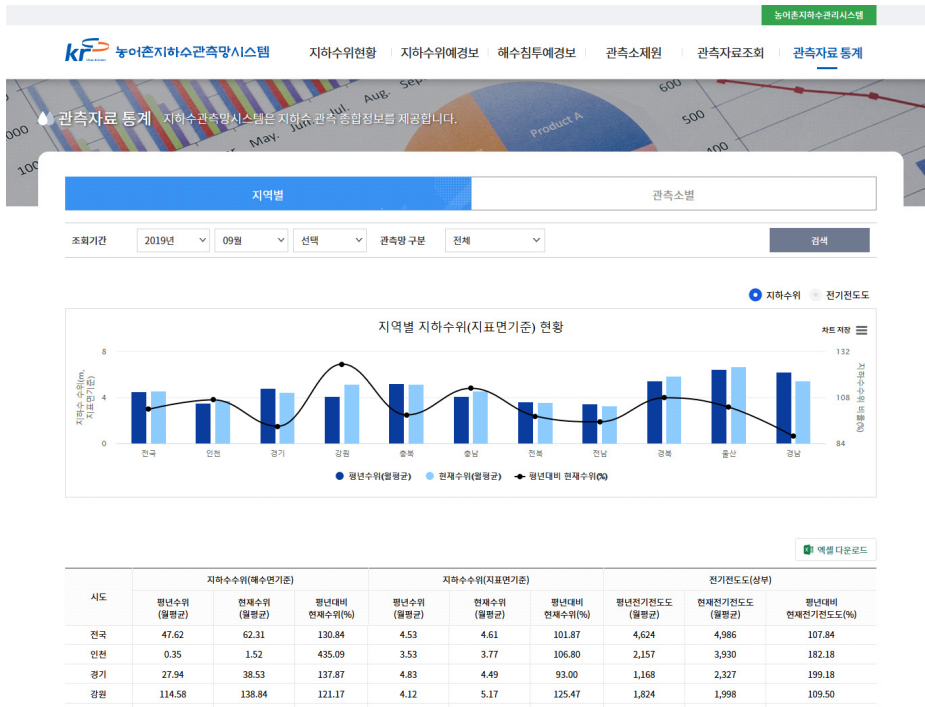 농어촌지하수관리시스템
kr 농어촌지하수관측망시스템 지하수위현황 지하수위예경보 해수침투예경보 관측소제원 관측자료조회 관측자료 통계
관측자료 통계 지하수관측망시스템은 지하수 관측 종합정보를 제공합니다.
May. Jun. Jul. Aug. Sep.
Product A
600
500
400
000
100
지역별 관측소별
조회기간 2019년 09월 선택 관측망 구분 전체 검색
지하수위 전기전도도
지역별 지하수위(지표면기준) 현황
차트 저장
지하수 수위(m, 지표면기준)
8
4
0
132
108
84
지하수위 비율(%)
전국 인천 경기 강원 충북 충남 전북 전남 경북 울산 경남
평년수위(월평균) 현재수위(월평균) 평년대비 현재수위(%)
엑셀 다운로드
시도 지하수수위(해수면기준) 지하수수위(지표면기준) 전기전도도(상부)
평년수위(월평균) 현재수위(월평균) 평년대비 현재수위(%) 평년수위(월평균) 현재수위(월평균) 평년대비 현재수위(%) 평년전기전도도(월평균) 현재전기전도도(월평균) 평년대비 현재전기전도도(%)
전국 47.62 62.31 130.84 4.53 4.61 101.87 4,624 4,986 107.84
인천 0.35 1.52 435.09 3.53 3.77 106.80 2,157 3,930 182.18
경기 27.94 38.53 137.87 4.83 4.49 93.00 1,168 2,327 199.18
강원 114.58 138.84 121.17 4.12 5.17 125.47 1,824 1,998 109.50